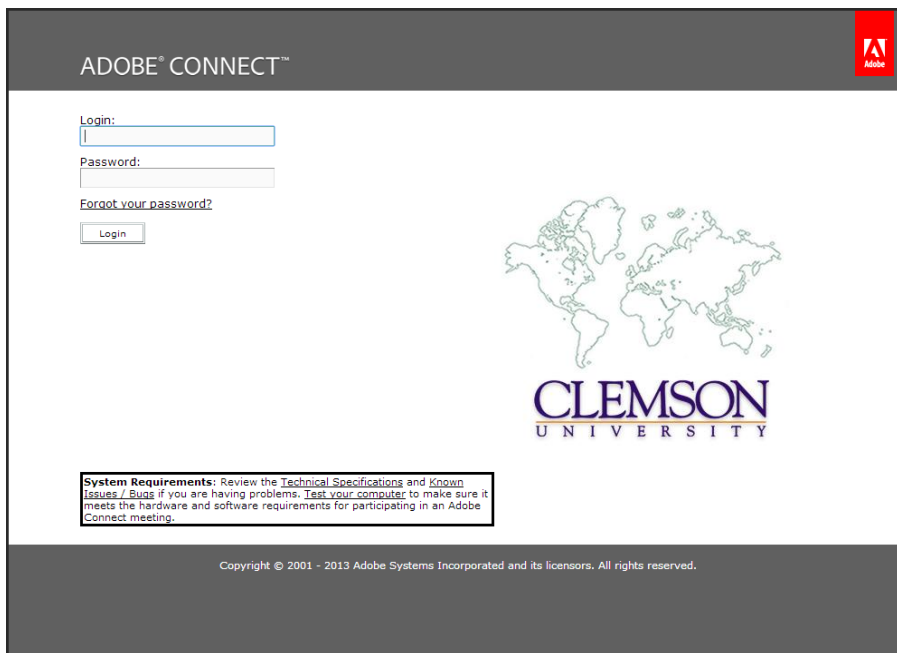 ADOBE® CONNECT™
Adobe
Login:
Password:
Forgot your password?
Login
CLEMSON
UNIVERSITY
System Requirements: Review the Technical Specifications and Known
Issues / Bugs if you are having problems. Test your computer to make sure it
meets the hardware and software requirements for participating in an Adobe
Connect meeting.
Copyright © 2001 - 2013 Adobe Systems Incorporated and its licensors. All rights reserved.